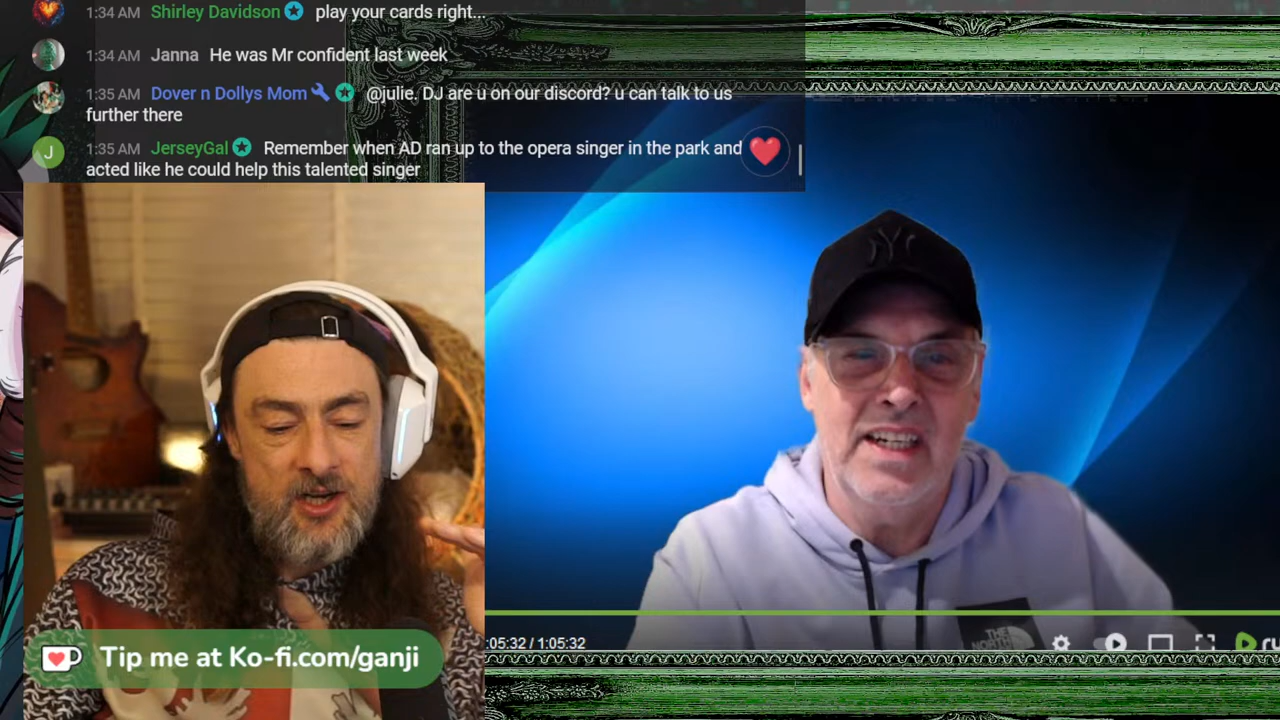 1:34 AM Shirley Davidson play your cards right...
1:34 AM Janna He was Mr confident last week
1:35 AM Dover n Dollys Mom @julie. DJ are u on our discord? u can talk to us
further there
J 1:35 AM JerseyGal Remember when AD ran up to the opera singer in the park and
acted like he could help this talented singer
NY
THE
NORTH
Tip me at Ko-fi.com/ganji
:05:32 / 1:05:32